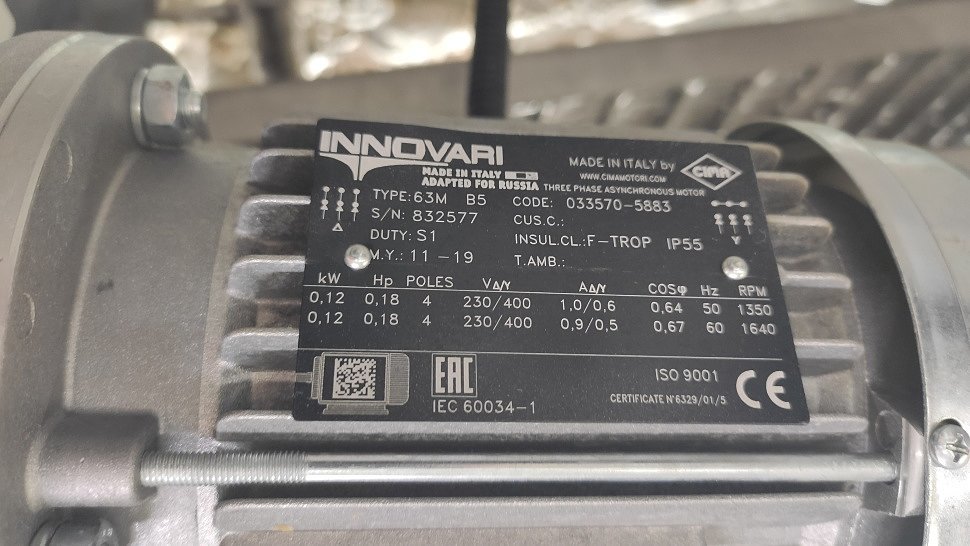 INNOVARI
MADE IN ITALY
ADAPTED FOR RUSSIA
MADE IN ITALY by CIMA
WWW.CIMAMOTORI.COM
THREE PHASE ASYNCHRONOUS MOTOR
TYPE: 63M B5 CODE: 033570-5883
S/N: 832577 CUS.C.:
DUTY: S1 INSUL.CL.: F-TROP IP55
M.Y.: 11 -19 T.AMB.:
Δ Y
kW Hp POLES VΔ/Y AΔ/Y COSφ Hz RPM
0,12 0,18 4 230/400 1,0/0,6 0,64 50 1350
0,12 0,18 4 230/400 0,9/0,5 0,67 60 1640
EAC
IEC 60034-1
ISO 9001
CERTIFICATE N°6329/01/5
CE